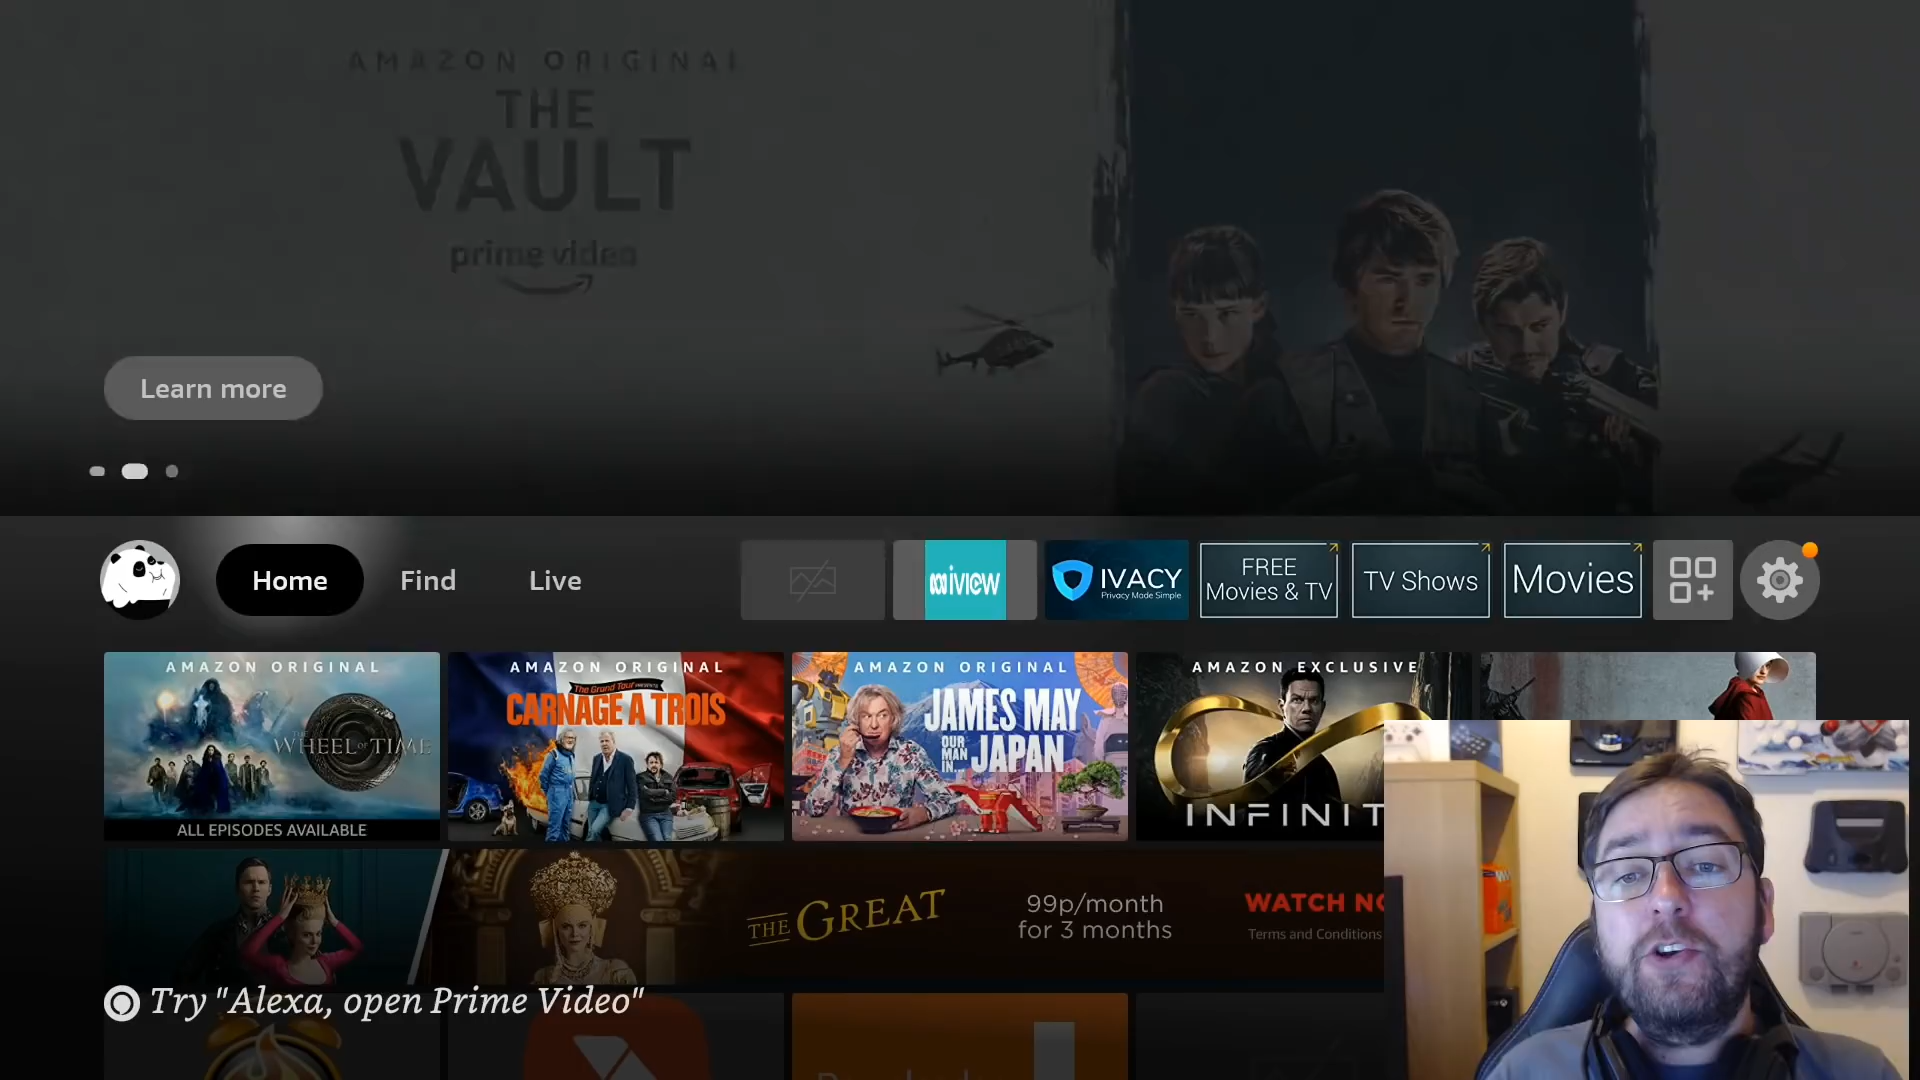 AMAZON ORIGINAL
THE
VAULT
prime video
Learn more
Home
Find
Live
iview
IVACY
Privacy Made Simple
FREE
Movies & TV
TV Shows
Movies
AMAZON ORIGINAL
THE
WHEEL OF TIME
ALL EPISODES AVAILABLE
AMAZON ORIGINAL
The Grand Tour PRESENTS
CARNAGE A TROIS
AMAZON ORIGINAL
JAMES MAY
OUR
MAN
IN...
JAPAN
AMAZON EXCLUSIVE
INFINIT
THE GREAT
99p/month
for 3 months
WATCH NO
Terms and Conditions
Try "Alexa, open Prime Video"